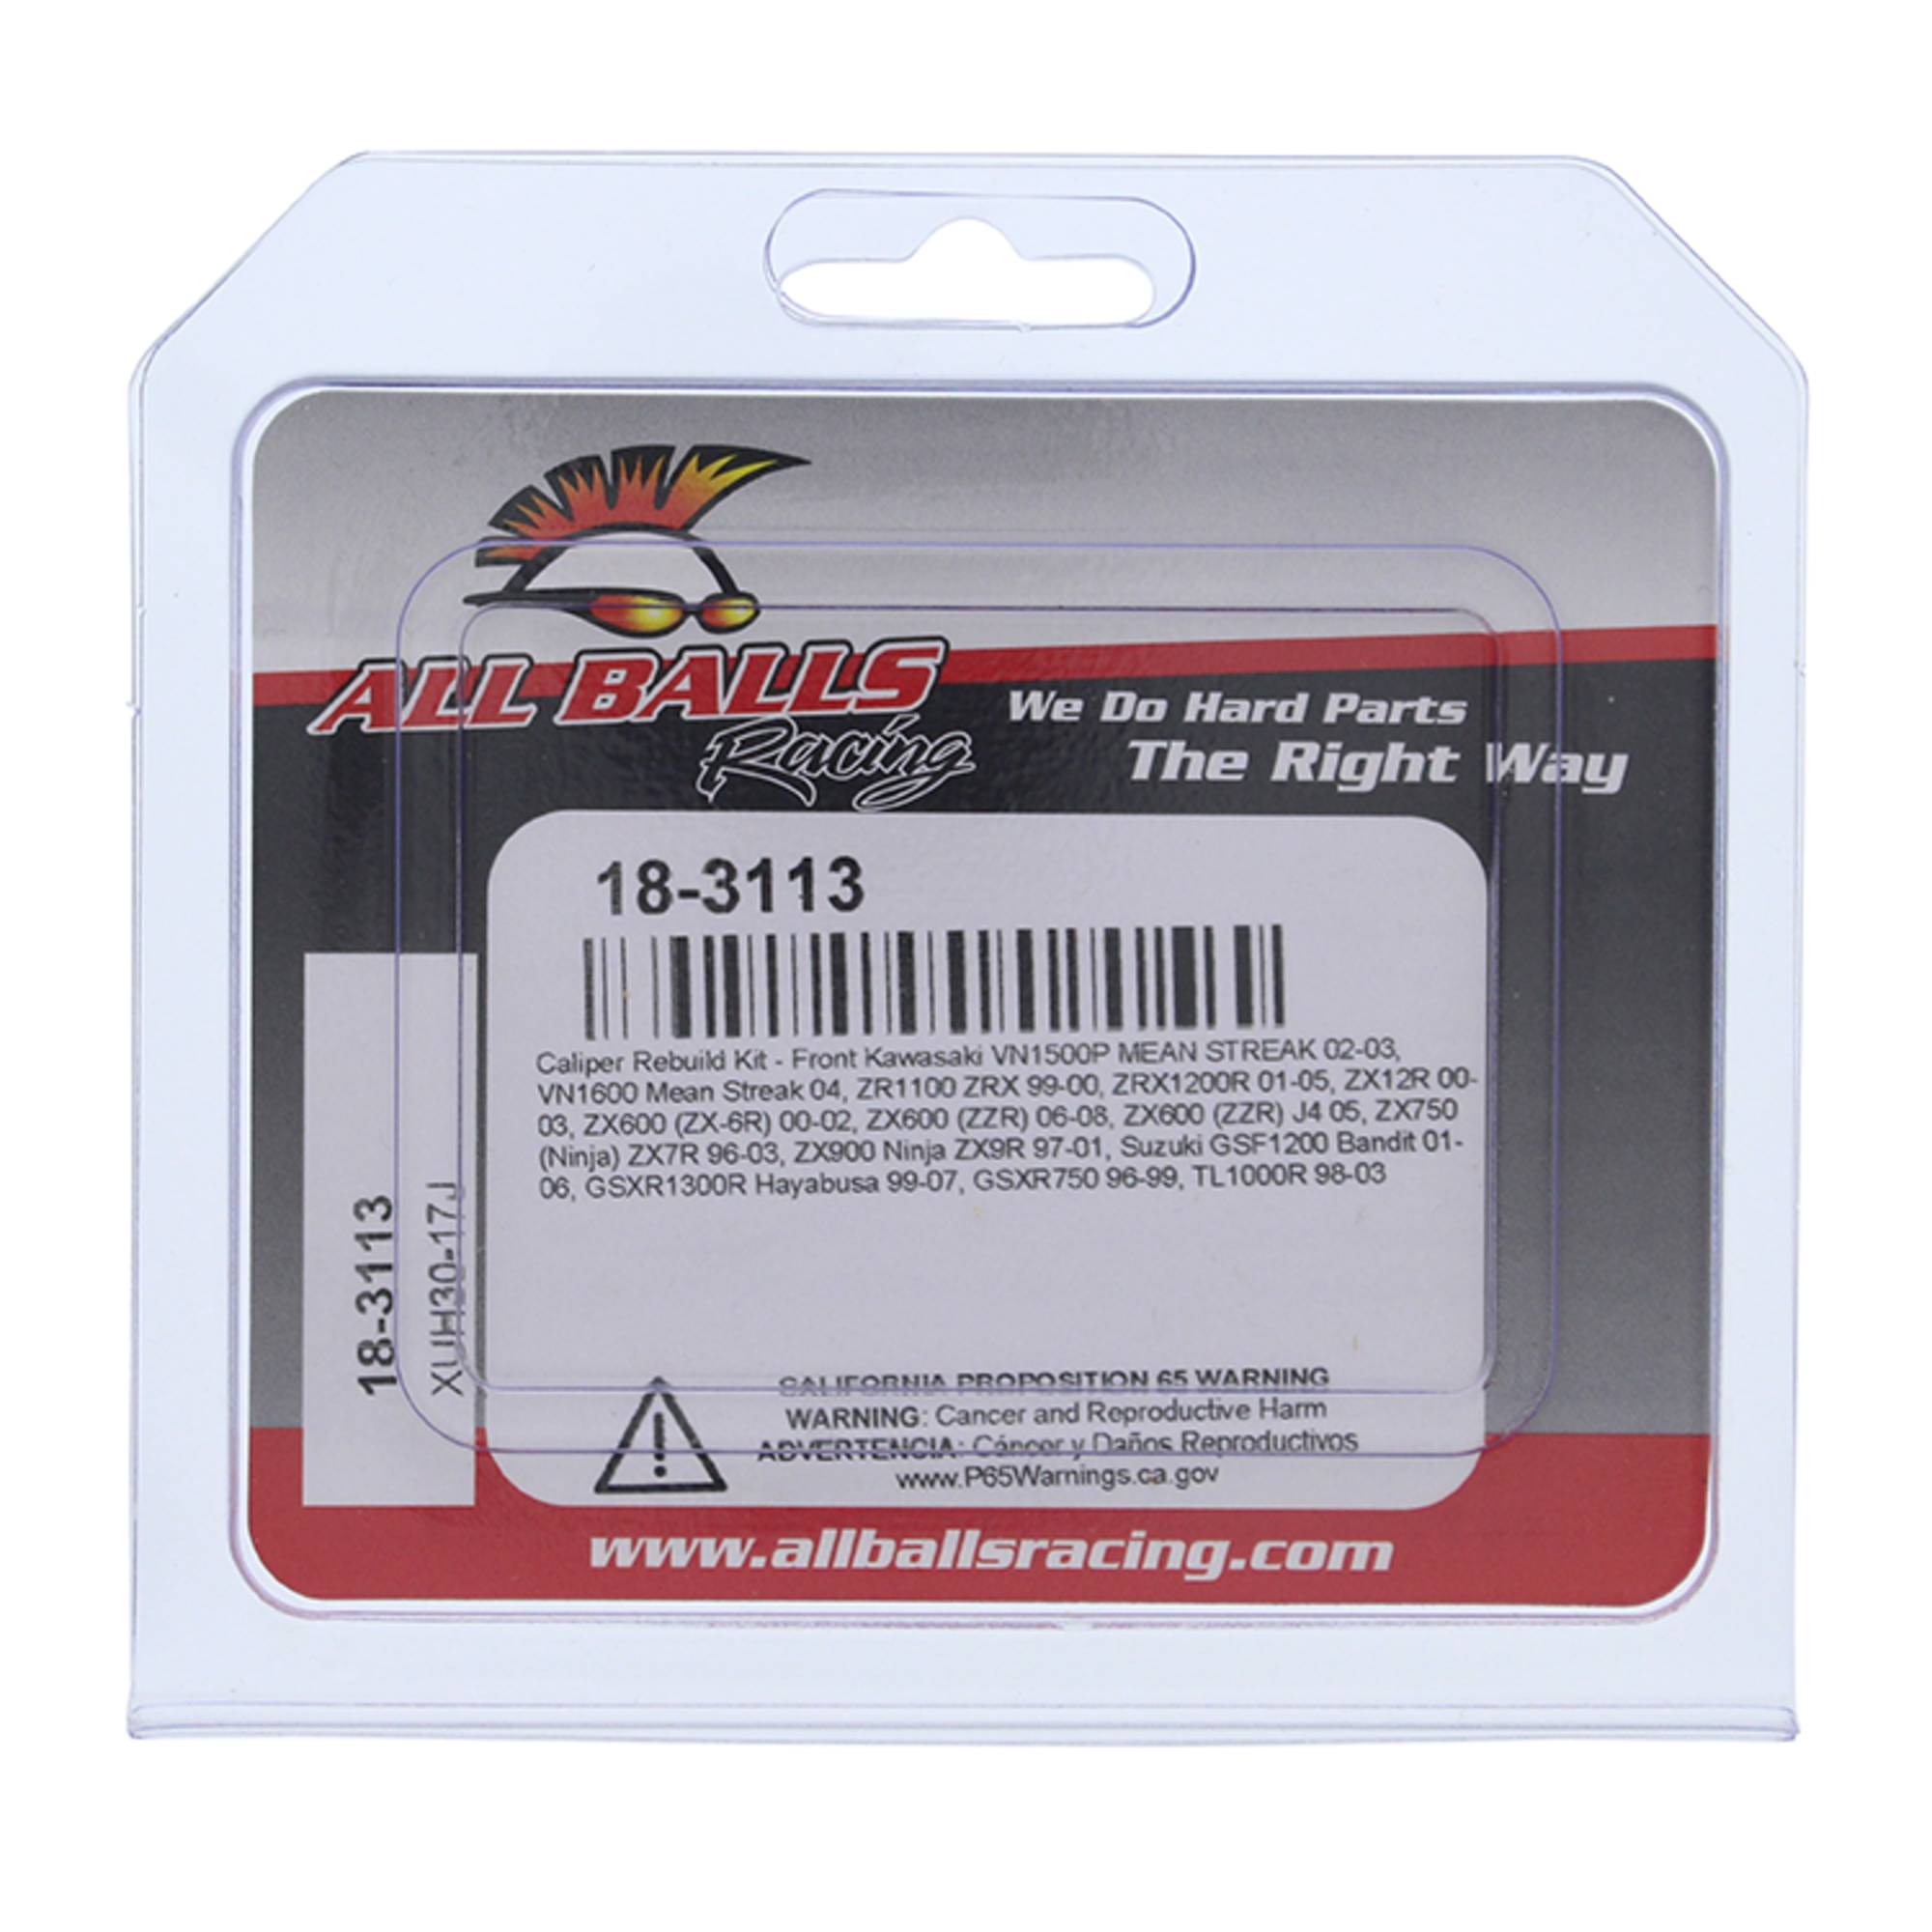 ALL BALLS
Racing
We Do Hard Parts
The Right Way
18-3113
Caliper Rebuild Kit - Front Kawasaki VN1500P MEAN STREAK 02-03,
VN1600 Mean Streak 04, ZR1100 ZRX 99-00, ZRX1200R 01-05, ZX12R 00-
03, ZX600 (ZX-6R) 00-02, ZX600 (ZZR) 06-08, ZX600 (ZZR) J4 05, ZX750
(Ninja) ZX7R 96-03, ZX900 Ninja ZX9R 97-01, Suzuki GSF1200 Bandit 01-
06, GSXR1300R Hayabusa 99-07, GSXR750 96-99, TL1000R 98-03
18-3113
XUH30-17J
CALIFORNIA PROPOSITION 65 WARNING
WARNING: Cancer and Reproductive Harm
ADVERTENCIA: Cáncer y Daños Reproductivos
www.P65Warnings.ca.gov
www.allballsracing.com